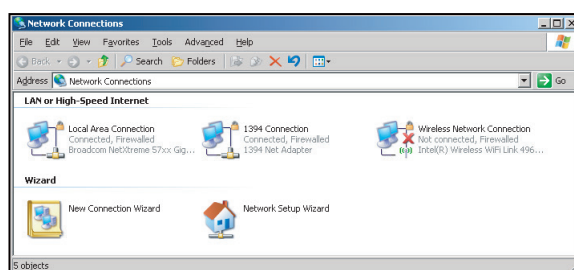 Network Connections
File Edit View Favorites Tools Advanced Help
Back Search Folders
Address Network Connections Go
LAN or High-Speed Internet
Local Area Connection
Connected, Firewalled
Broadcom NetXtreme 57xx Gig...
1394 Connection
Connected, Firewalled
1394 Net Adapter
Wireless Network Connection
Not connected, Firewalled
Intel(R) Wireless WiFi Link 496...
Wizard
New Connection Wizard
Network Setup Wizard
5 objects